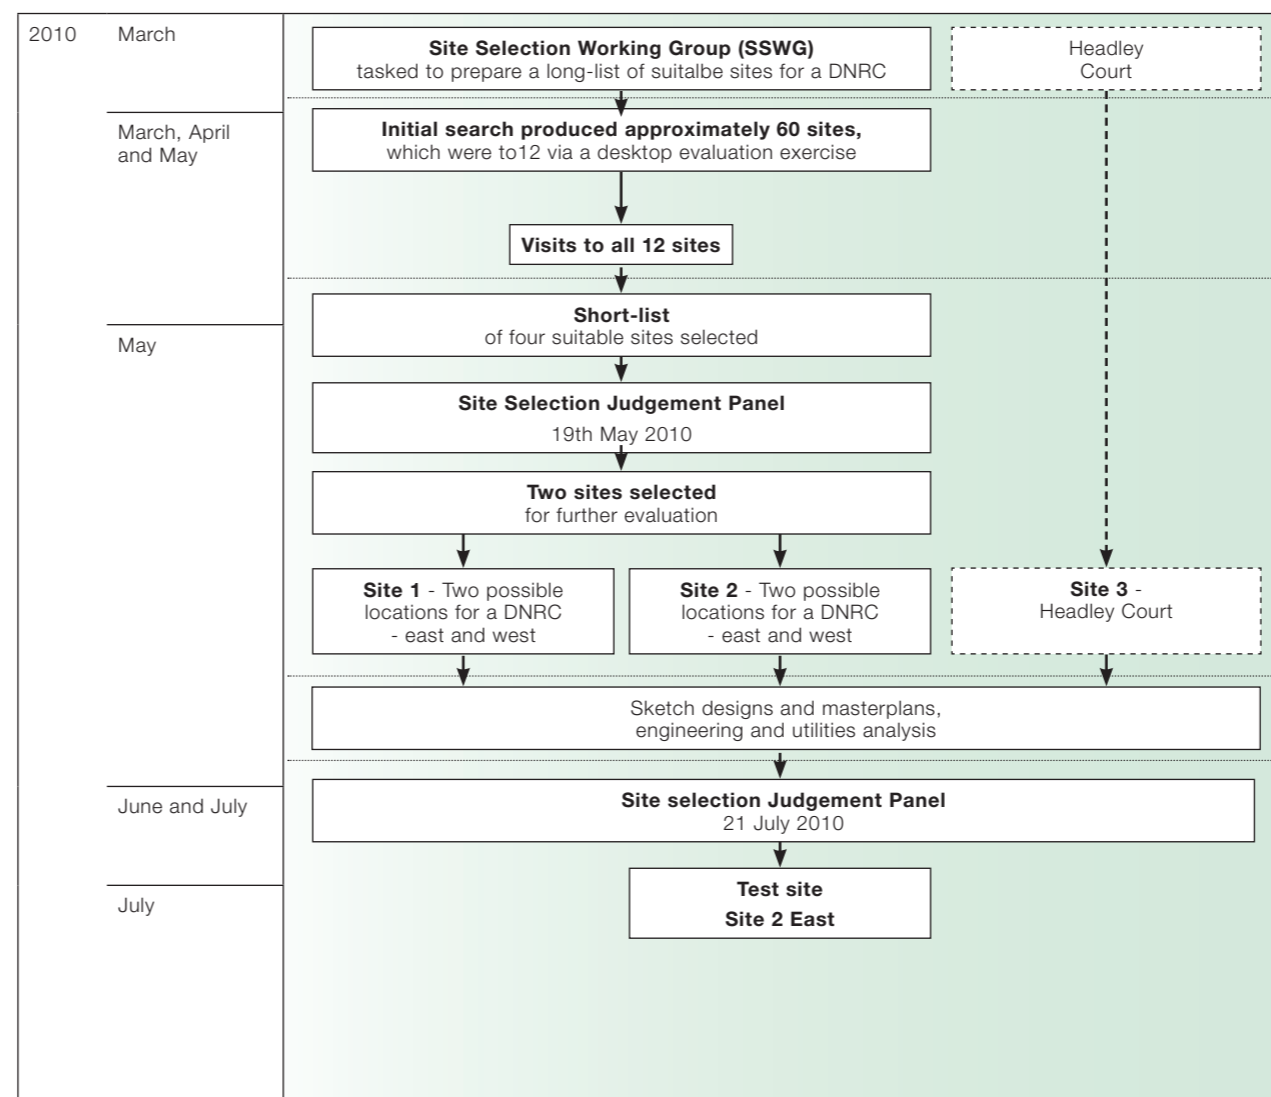 2010
March
Site Selection Working Group (SSWG)
tasked to prepare a long-list of suitalbe sites for a DNRC
Headley
Court
March, April
and May
Initial search produced approximately 60 sites,
which were to12 via a desktop evaluation exercise
Visits to all 12 sites
May
Short-list
of four suitable sites selected
Site Selection Judgement Panel
19th May 2010
Two sites selected
for further evaluation
Site 1 - Two possible
locations for a DNRC
- east and west
Site 2 - Two possible
locations for a DNRC
- east and west
Site 3 -
Headley Court
Sketch designs and masterplans,
engineering and utilities analysis
June and July
Site selection Judgement Panel
21 July 2010
July
Test site
Site 2 East